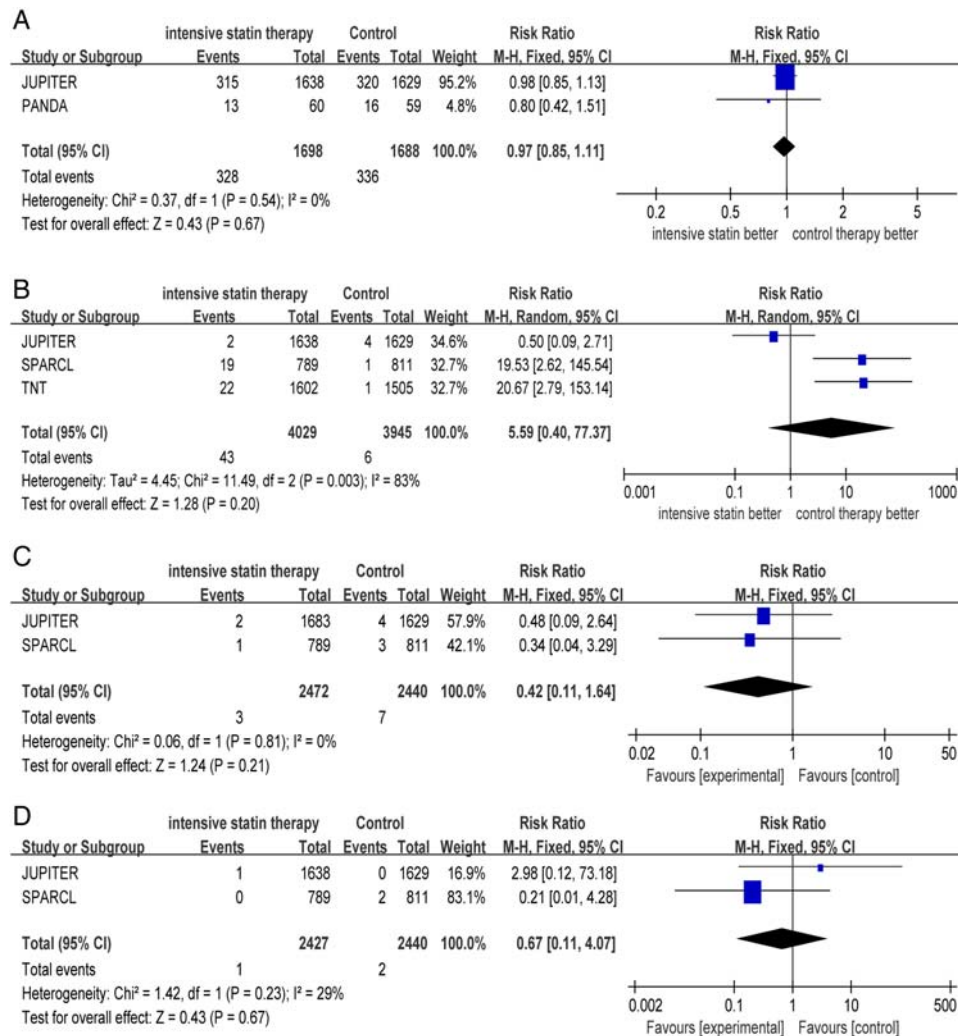 A
intensive statin therapy Control Risk Ratio Risk Ratio
Study or Subgroup Events Total Events Total Weight M-H, Fixed, 95% CI M-H, Fixed, 95% CI
JUPITER 315 1638 320 1629 95.2% 0.98 [0.85, 1.13]
PANDA 13 60 16 59 4.8% 0.80 [0.42, 1.51]
Total (95% CI) 1698 1688 100.0% 0.97 [0.85, 1.11]
Total events 328 336
Heterogeneity: Chi² = 0.37, df = 1 (P = 0.54); I² = 0%
Test for overall effect: Z = 0.43 (P = 0.67)
0.2 0.5 1 2 5
intensive statin better control therapy better
B
intensive statin therapy Control Risk Ratio Risk Ratio
Study or Subgroup Events Total Events Total Weight M-H, Random, 95% CI M-H, Random, 95% CI
JUPITER 2 1638 4 1629 34.6% 0.50 [0.09, 2.71]
SPARCL 19 789 1 811 32.7% 19.53 [2.62, 145.54]
TNT 22 1602 1 1505 32.7% 20.67 [2.79, 153.14]
Total (95% CI) 4029 3945 100.0% 5.59 [0.40, 77.37]
Total events 43 6
Heterogeneity: Tau² = 4.45; Chi² = 11.49, df = 2 (P = 0.003); I² = 83%
Test for overall effect: Z = 1.28 (P = 0.20)
0.001 0.1 1 10 1000
intensive statin better control therapy better
C
intensive statin therapy Control Risk Ratio Risk Ratio
Study or Subgroup Events Total Events Total Weight M-H, Fixed, 95% CI M-H, Fixed, 95% CI
JUPITER 2 1683 4 1629 57.9% 0.48 [0.09, 2.64]
SPARCL 1 789 3 811 42.1% 0.34 [0.04, 3.29]
Total (95% CI) 2472 2440 100.0% 0.42 [0.11, 1.64]
Total events 3 7
Heterogeneity: Chi² = 0.06, df = 1 (P = 0.81); I² = 0%
Test for overall effect: Z = 1.24 (P = 0.21)
0.02 0.1 1 10 50
Favours [experimental] Favours [control]
D
intensive statin therapy Control Risk Ratio Risk Ratio
Study or Subgroup Events Total Events Total Weight M-H, Fixed, 95% CI M-H, Fixed, 95% CI
JUPITER 1 1638 0 1629 16.9% 2.98 [0.12, 73.18]
SPARCL 0 789 2 811 83.1% 0.21 [0.01, 4.28]
Total (95% CI) 2427 2440 100.0% 0.67 [0.11, 4.07]
Total events 1 2
Heterogeneity: Chi² = 1.42, df = 1 (P = 0.23); I² = 29%
Test for overall effect: Z = 0.43 (P = 0.67)
0.002 0.1 1 10 500
Favours [experimental] Favours [control]